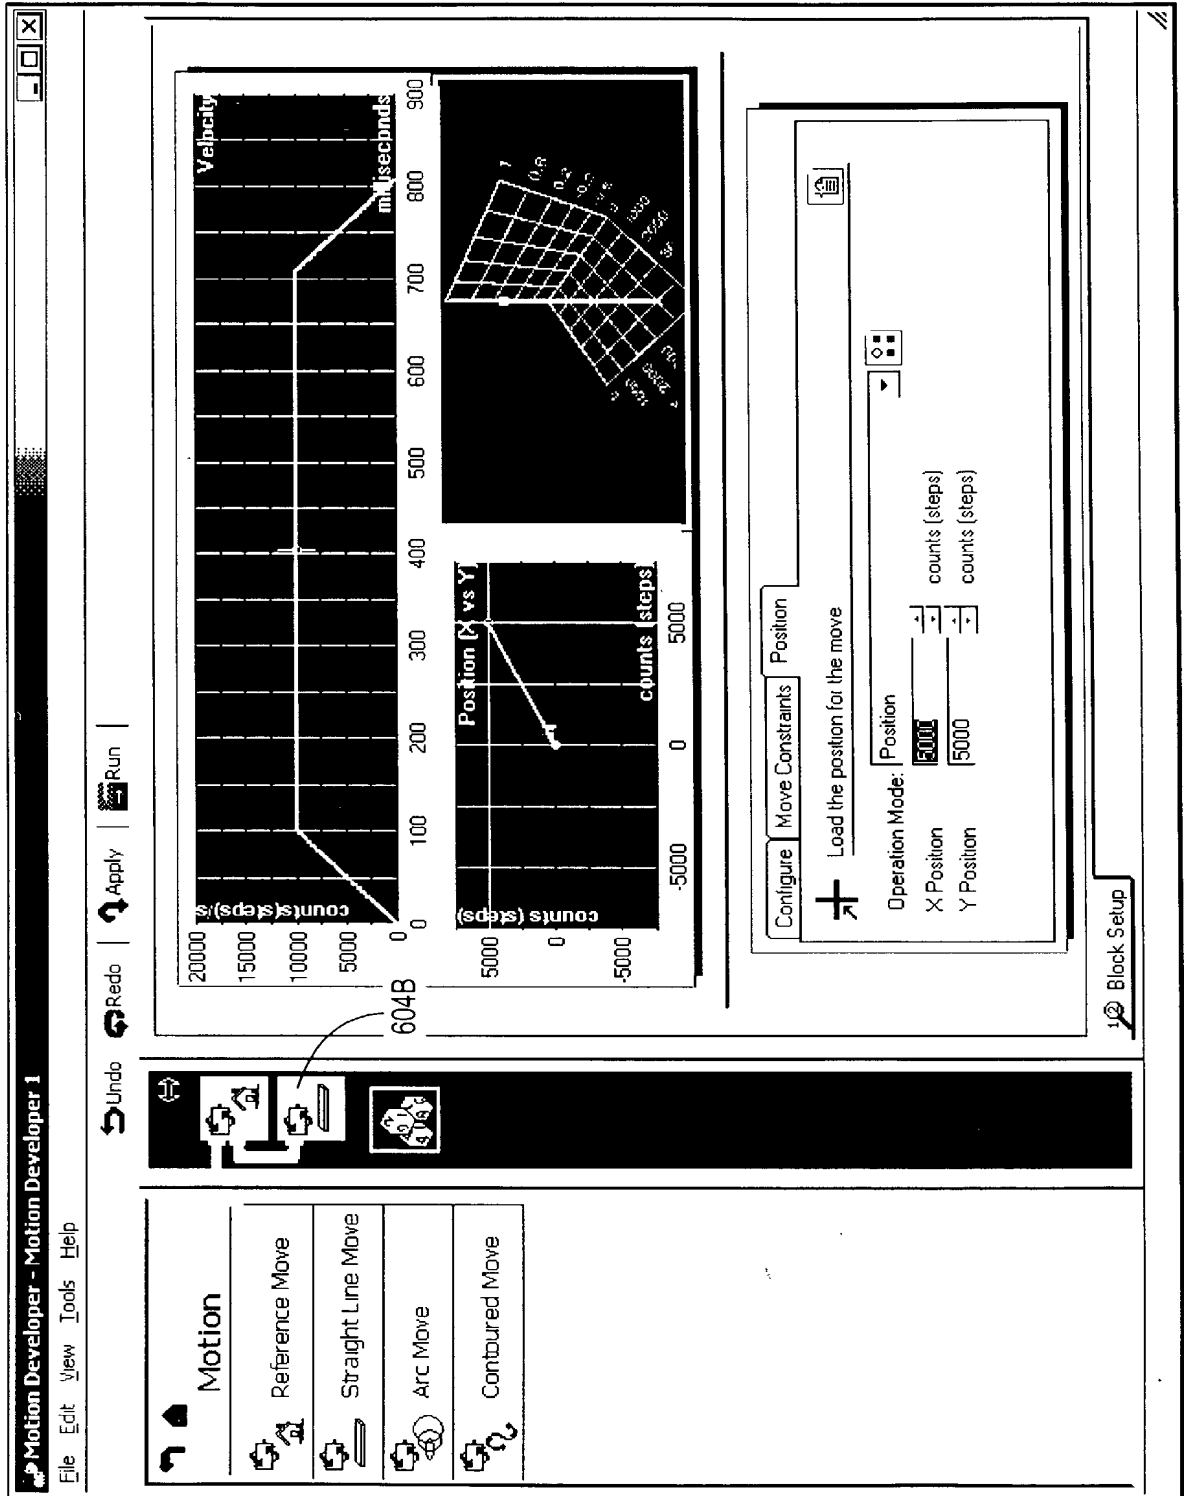 Motion Developer - Motion Developer 1
File Edit View Tools Help
Undo Redo Apply Run
Motion
Reference Move
Straight Line Move
Arc Move
Contoured Move
604B
Velocity
counts(steps)/s
20000
15000
10000
5000
0
milliseconds
0 100 200 300 400 500 600 700 800 900
Position (X vs Y)
counts (steps)
5000
0
-5000
counts (steps)
-5000 0 5000
Configure Move Constraints Position
Load the position for the move
Operation Mode: Position
X Position 5000 counts (steps)
Y Position 5000 counts (steps)
Block Setup